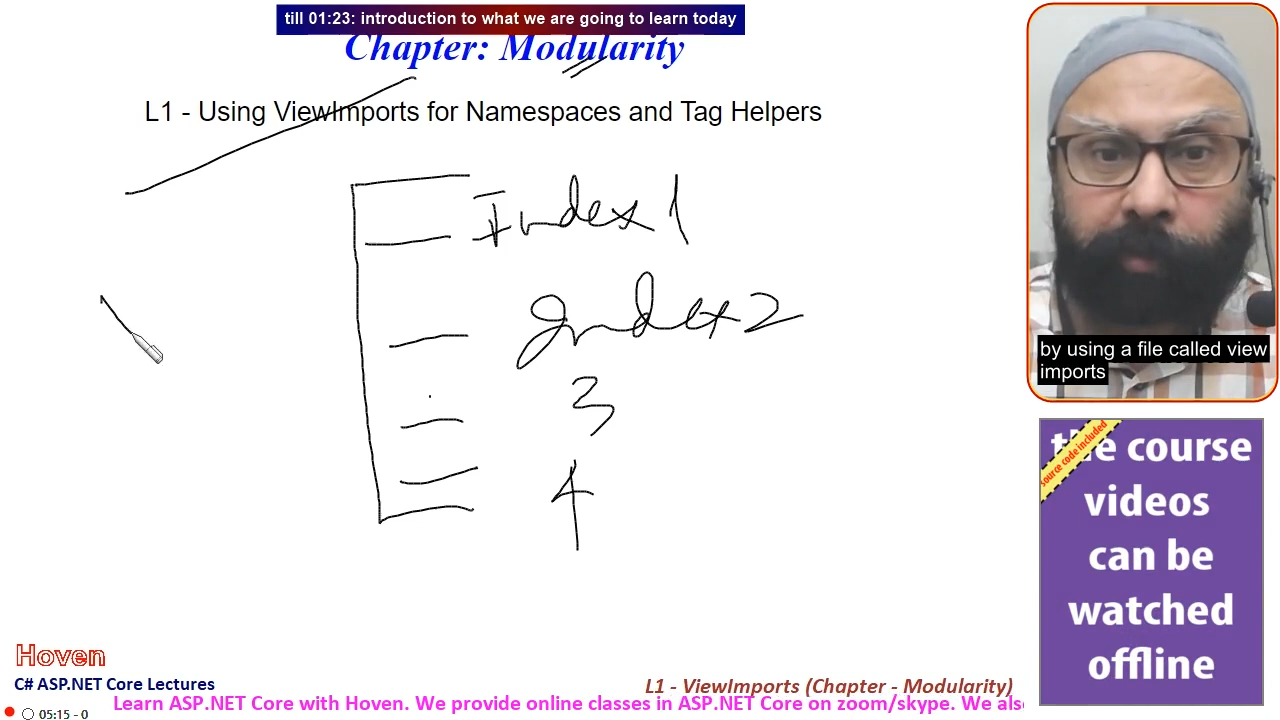 till 01:23: introduction to what we are going to learn today
Chapter: Modularity
L1 - Using ViewImports for Namespaces and Tag Helpers
Index 1
Index 2
3
4
by using a file called view
imports
source code included
the course
videos
can be
watched
offline
Hoven
C# ASP.NET Core Lectures
L1 - ViewImports (Chapter - Modularity)
05:15 - 0
Learn ASP.NET Core with Hoven. We provide online classes in ASP.NET Core on zoom/skype. We als